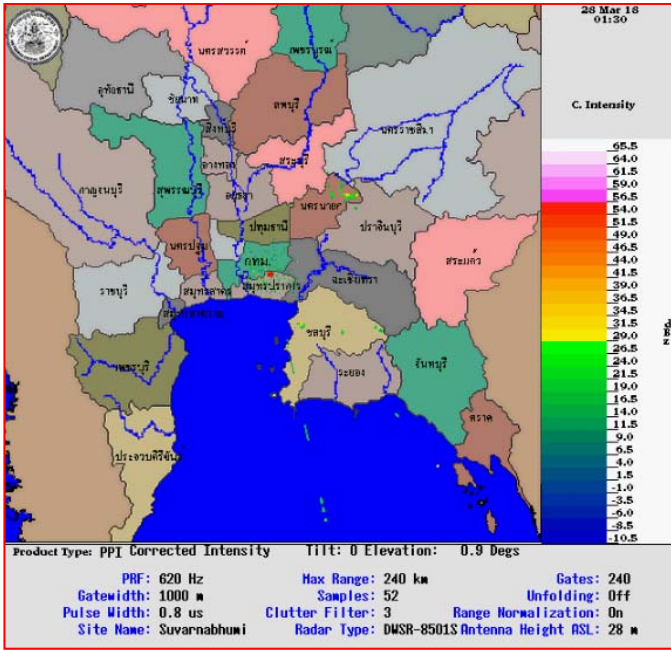 28 Mar 18
01:30
C. Intensity
นครสวรรค์
เพชรบูรณ์
อุทัยธานี
ชัยนาท
ลพบุรี
นครราชสีมา
สิงห์บุรี
อ่างทอง
สระบุรี
กาญจนบุรี
สุพรรณบุรี
อยุธยา
นครนายก
ปราจีนบุรี
ปทุมธานี
นครปฐม
กทม.
สระแก้ว
ราชบุรี
สมุทรสาคร
สมุทรปราการ
ฉะเชิงเทรา
ชลบุรี
เพชรบุรี
ระยอง
จันทบุรี
ตราด
ประจวบคีรีขันธ์
65.5
64.0
61.5
59.0
56.5
54.0
51.5
49.0
46.5
44.0
41.5
39.0
36.5
34.0
31.5
29.0
26.5
24.0
21.5
19.0
16.5
14.0
11.5
9.0
6.5
4.0
1.5
-1.0
-3.5
-6.0
-8.5
-10.5
Product Type: PPI Corrected Intensity Tilt: 0 Elevation: 0.9 Degs
PRF: 620 Hz Max Range: 240 km Gates: 240
Gatewidth: 1000 m Samples: 52 Unfolding: Off
Pulse Width: 0.8 us Clutter Filter: 3 Range Normalization: On
Site Name: Suvarnabhumi Radar Type: DWSR-8501S Antenna Height ASL: 28 m